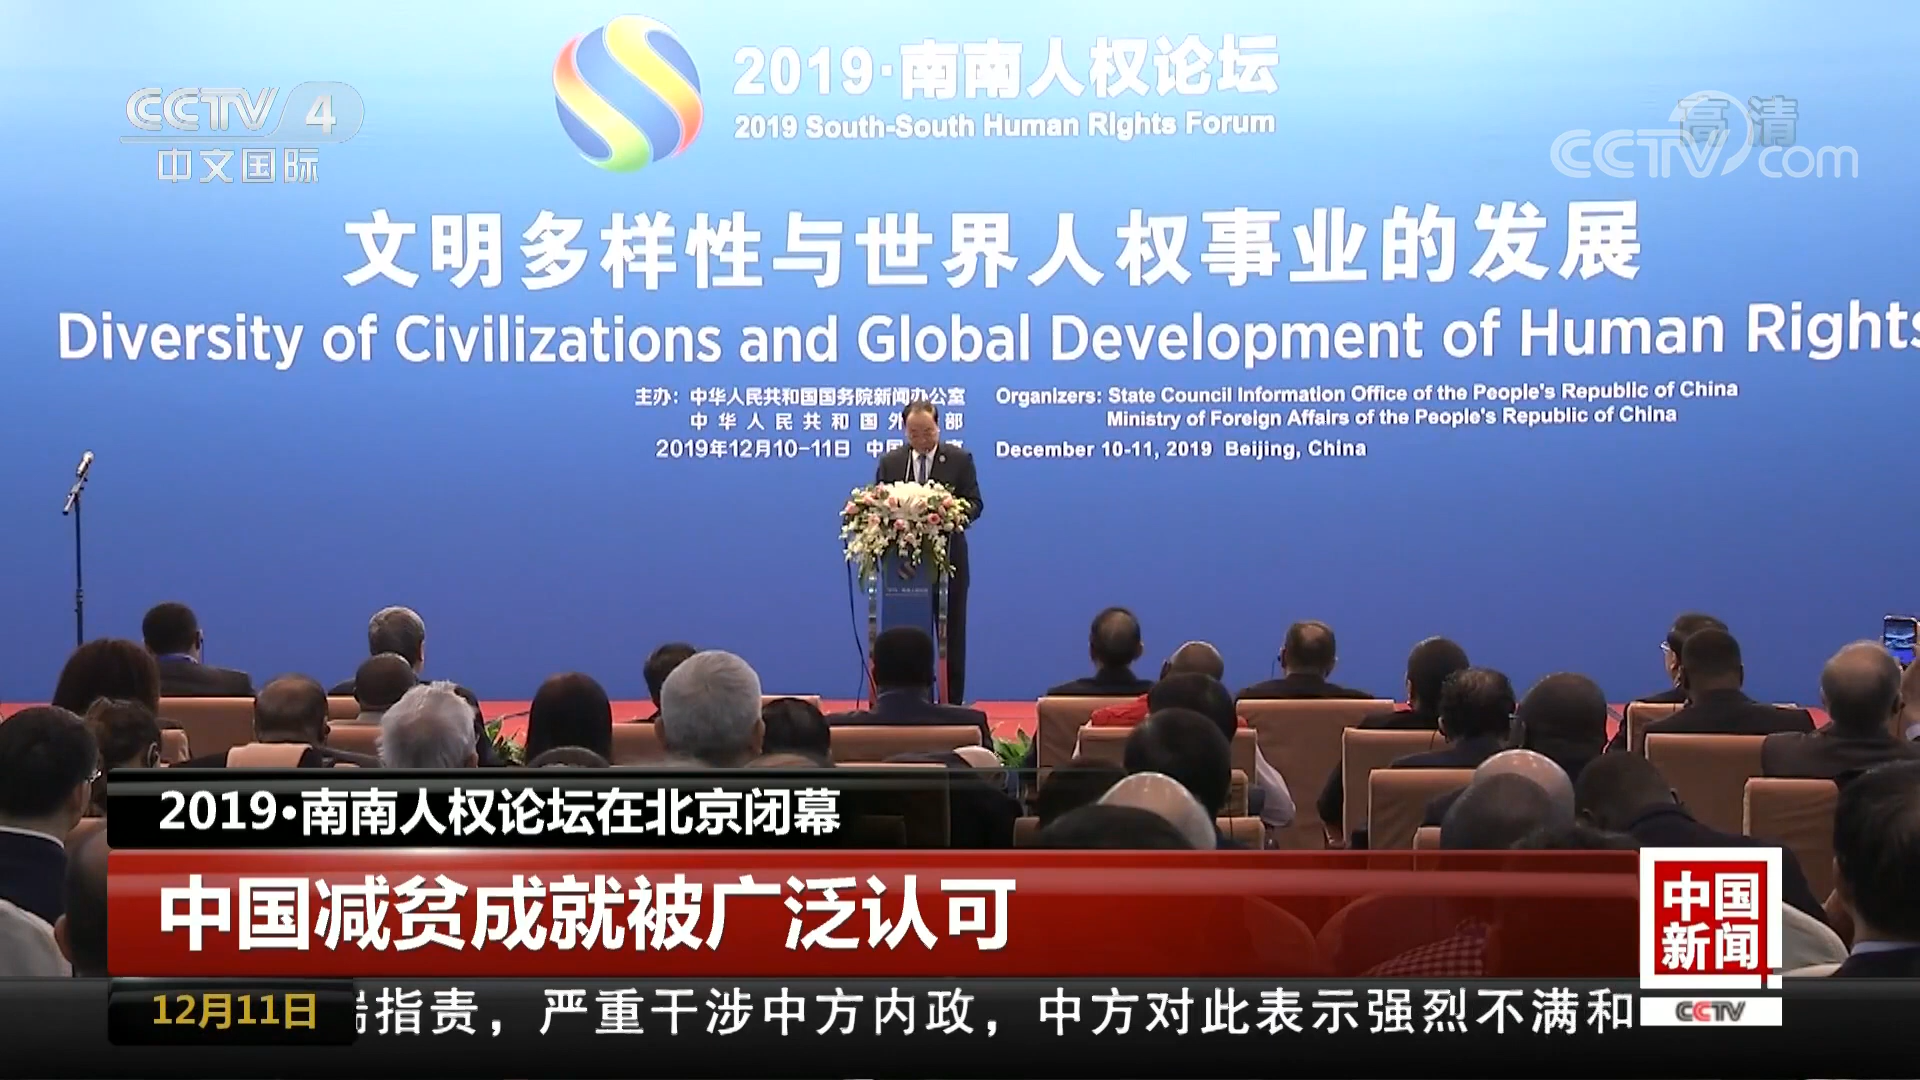 CCTV 4
中文国际
高清
CCTV com
2019·南南人权论坛
2019 South-South Human Rights Forum
文明多样性与世界人权事业的发展
Diversity of Civilizations and Global Development of Human Rights
主办：中华人民共和国国务院新闻办公室
中华人民共和国外 部
2019年12月10-11日 中国
Organizers: State Council Information Office of the People's Republic of China
Ministry of Foreign Affairs of the People's Republic of China
December 10-11, 2019 Beijing, China
2019·南南人权论坛在北京闭幕
中国减贫成就被广泛认可
中国
新闻
CCTV
12月11日
指责，严重干涉中方内政，中方对此表示强烈不满和